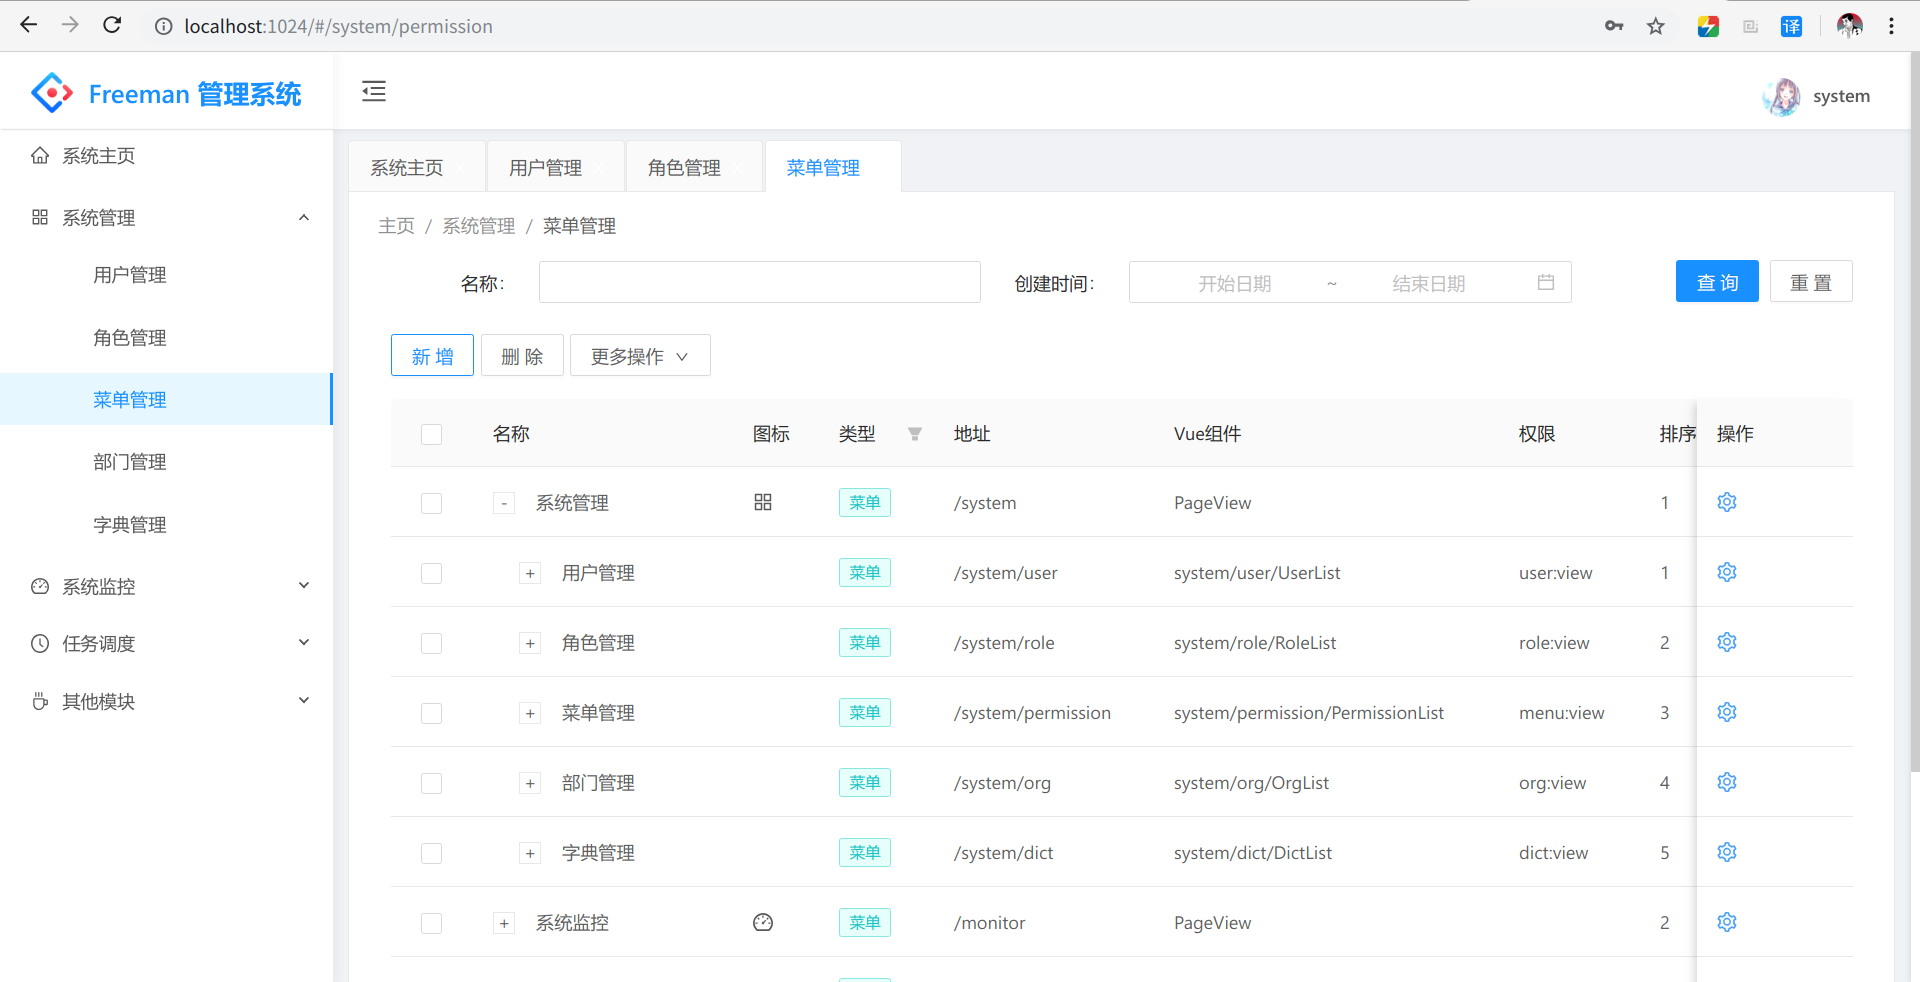 localhost:1024/#/system/permission
译
Freeman 管理系统
system
系统主页
系统管理
用户管理
角色管理
菜单管理
部门管理
字典管理
系统监控
任务调度
其他模块
系统主页 用户管理 角色管理 菜单管理
主页 / 系统管理 / 菜单管理
名称: 创建时间: 开始日期 ~ 结束日期 查 询 重 置
新 增 删 除 更多操作
名称 图标 类型 地址 Vue组件 权限 排序 操作
- 系统管理 菜单 /system PageView 1
+ 用户管理 菜单 /system/user system/user/UserList user:view 1
+ 角色管理 菜单 /system/role system/role/RoleList role:view 2
+ 菜单管理 菜单 /system/permission system/permission/PermissionList menu:view 3
+ 部门管理 菜单 /system/org system/org/OrgList org:view 4
+ 字典管理 菜单 /system/dict system/dict/DictList dict:view 5
+ 系统监控 菜单 /monitor PageView 2